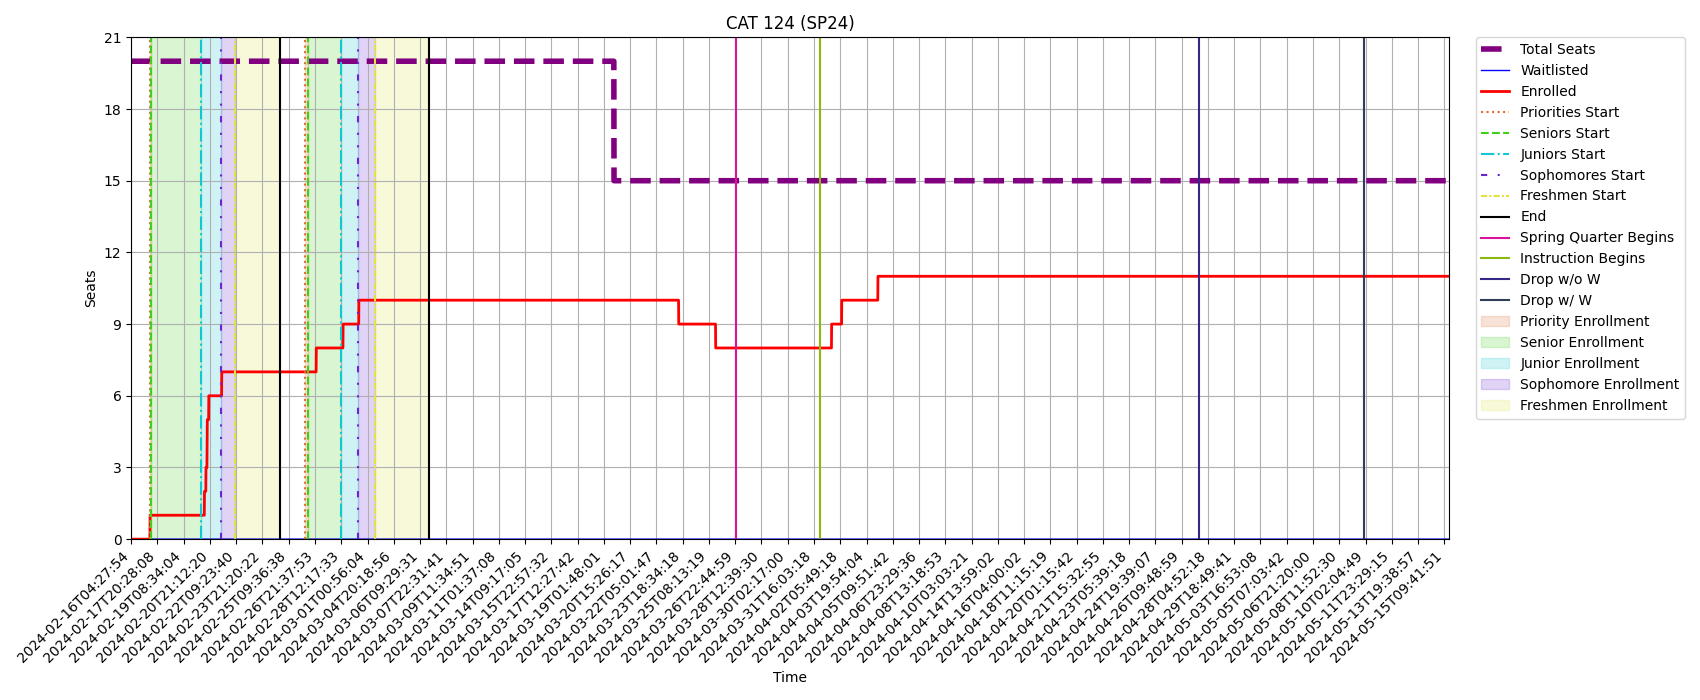 CAT 124 (SP24)
Seats
21
18
15
12
9
6
3
0
2024-02-16T04:27:54
2024-02-17T20:28:08
2024-02-19T08:34:04
2024-02-20T21:12:20
2024-02-22T09:23:40
2024-02-23T21:20:22
2024-02-25T09:36:38
2024-02-26T21:37:53
2024-02-28T12:17:33
2024-03-01T00:56:04
2024-03-04T20:18:56
2024-03-06T09:29:31
2024-03-07T22:31:41
2024-03-09T11:34:51
2024-03-11T01:37:08
2024-03-14T09:17:05
2024-03-15T22:57:32
2024-03-17T12:27:42
2024-03-19T01:48:01
2024-03-20T15:26:17
2024-03-22T05:01:47
2024-03-23T18:34:18
2024-03-25T08:13:19
2024-03-26T22:44:59
2024-03-28T12:39:30
2024-03-30T02:17:00
2024-03-31T16:03:18
2024-04-02T05:49:18
2024-04-03T19:54:04
2024-04-05T09:51:42
2024-04-06T23:29:36
2024-04-08T13:18:53
2024-04-10T03:03:21
2024-04-14T13:59:02
2024-04-16T04:00:02
2024-04-18T11:15:19
2024-04-20T01:15:42
2024-04-21T15:32:55
2024-04-23T05:39:18
2024-04-24T19:39:07
2024-04-26T09:48:59
2024-04-28T04:52:18
2024-04-29T18:49:41
2024-05-03T16:53:08
2024-05-05T07:03:42
2024-05-06T21:20:00
2024-05-08T11:52:30
2024-05-10T02:04:49
2024-05-11T23:29:15
2024-05-13T19:38:57
2024-05-15T09:41:51
Time
Total Seats
Waitlisted
Enrolled
Priorities Start
Seniors Start
Juniors Start
Sophomores Start
Freshmen Start
End
Spring Quarter Begins
Instruction Begins
Drop w/o W
Drop w/ W
Priority Enrollment
Senior Enrollment
Junior Enrollment
Sophomore Enrollment
Freshmen Enrollment